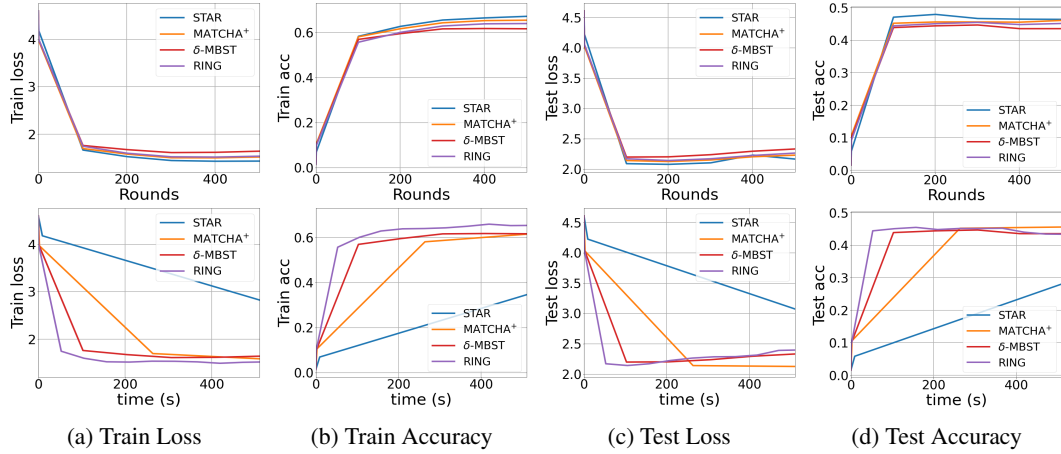 4
3
2
Train loss
STAR
MATCHA+
δ-MBST
RING
0
200
400
Rounds
0.6
0.4
0.2
0.0
Train acc
STAR
MATCHA+
δ-MBST
RING
0
200
400
Rounds
4.5
4.0
3.5
3.0
2.5
2.0
Test loss
STAR
MATCHA+
δ-MBST
RING
0
200
400
Rounds
0.5
0.4
0.3
0.2
0.1
0.0
Test acc
STAR
MATCHA+
δ-MBST
RING
0
200
400
Rounds
4
3
2
Train loss
STAR
MATCHA+
δ-MBST
RING
0
200
400
time (s)
0.6
0.4
0.2
0.0
Train acc
STAR
MATCHA+
δ-MBST
RING
0
200
400
time (s)
4.5
4.0
3.5
3.0
2.5
2.0
Test loss
STAR
MATCHA+
δ-MBST
RING
0
200
400
time (s)
0.5
0.4
0.3
0.2
0.1
0.0
Test acc
STAR
MATCHA+
δ-MBST
RING
0
200
400
time (s)
(a) Train Loss
(b) Train Accuracy
(c) Test Loss
(d) Test Accuracy